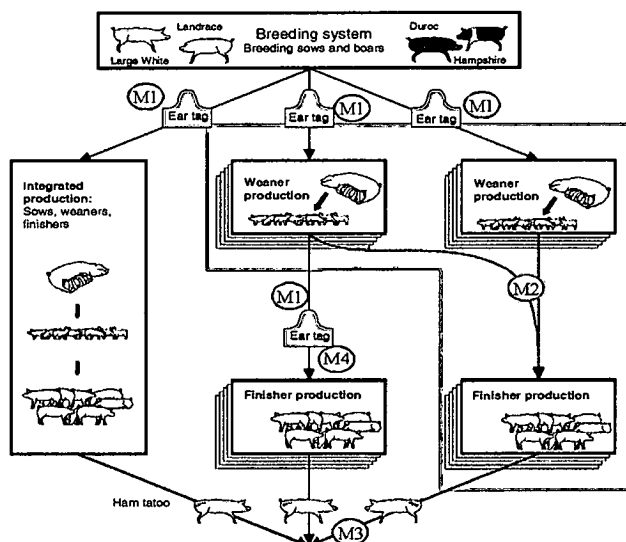 Landrace
Breeding system
Breeding sows and boars
Duroc
Large White
Hampshire
M1
Ear tag
M1
Ear tag
M1
Ear tag
Integrated
production:
Sows, weaners,
finishers
Weaner
production
Weaner
production
M1
M2
Ear tag
M4
Finisher production
Finisher production
Ham tatoo
M3